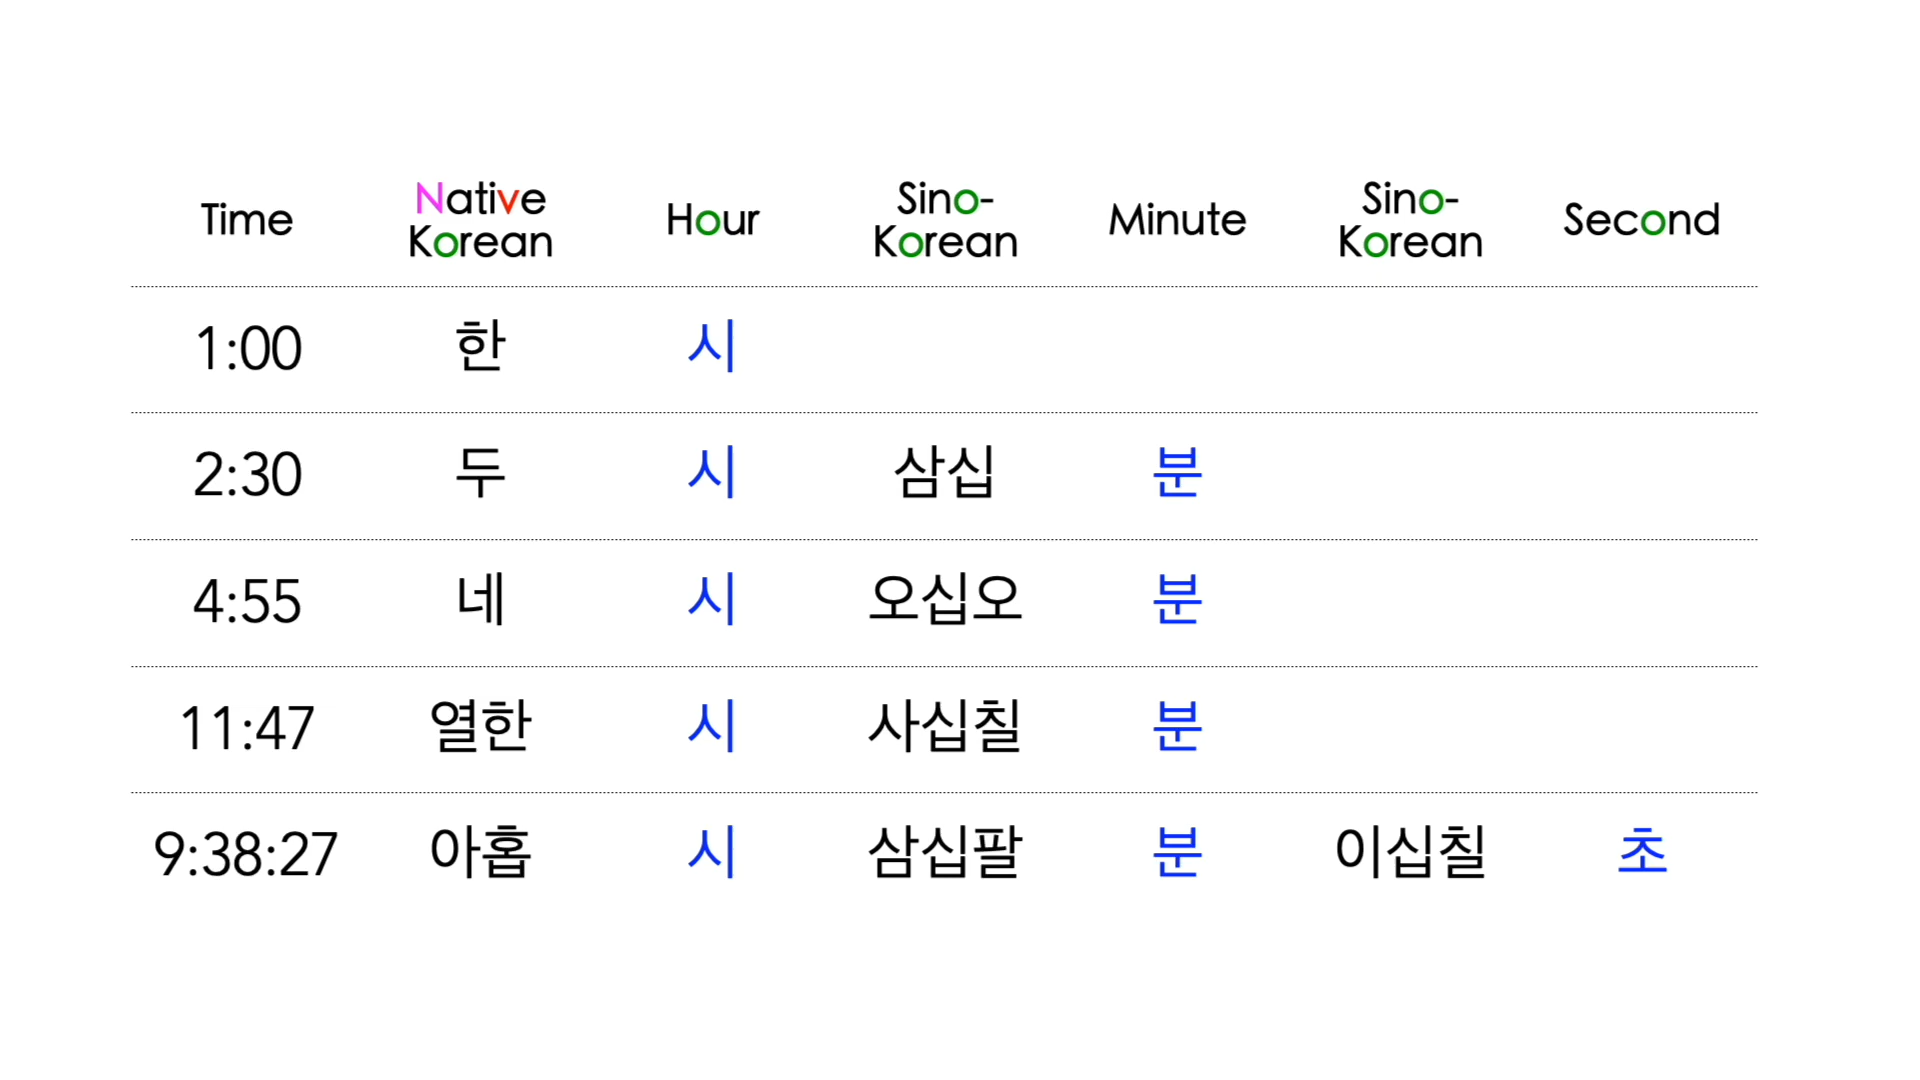 Time Native Korean Hour Sino-Korean Minute Sino-Korean Second
1:00 한 시
2:30 두 시 삼십 분
4:55 네 시 오십오 분
11:47 열한 시 사십칠 분
9:38:27 아홉 시 삼십팔 분 이십칠 초